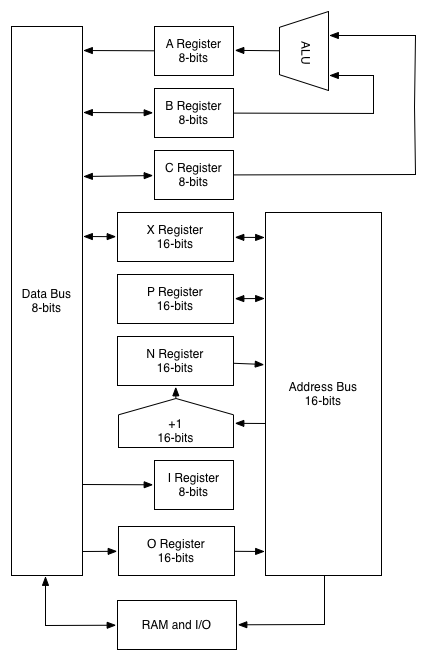 A Register
8-bits
ALU
B Register
8-bits
C Register
8-bits
X Register
16-bits
P Register
16-bits
Data Bus
8-bits
N Register
16-bits
Address Bus
16-bits
+1
16-bits
I Register
8-bits
O Register
16-bits
RAM and I/O